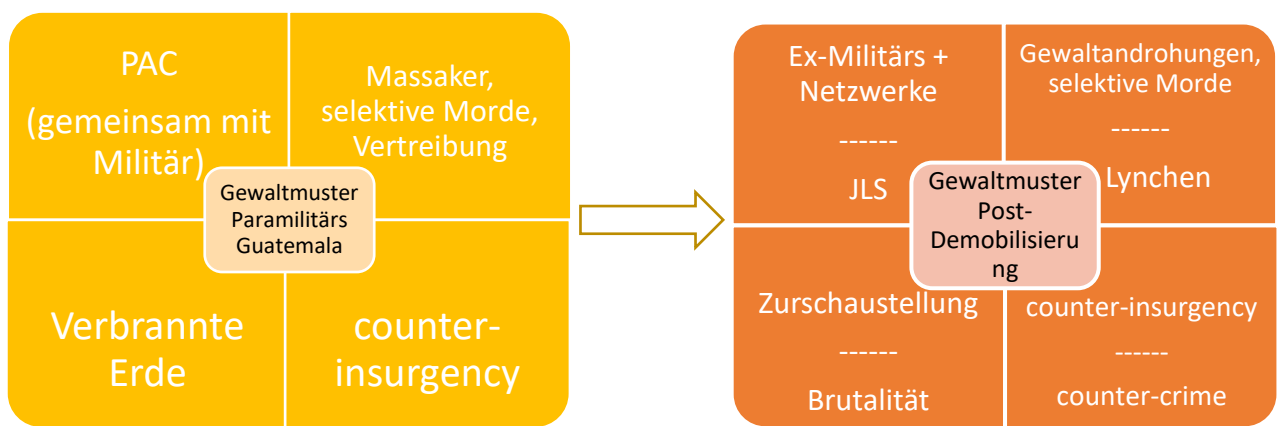 PAC
(gemeinsam mit
Militär)
Massaker,
selektive Morde,
Vertreibung
Gewaltmuster
Paramilitärs
Guatemala
Verbrannte
Erde
counter-
insurgency
Ex-Militärs +
Netzwerke
------
JLS
Gewaltandrohungen,
selektive Morde
------
Lynchen
Gewaltmuster
Post-
Demobilisieru
ng
Zurschaustellung
------
Brutalität
counter-insurgency
------
counter-crime